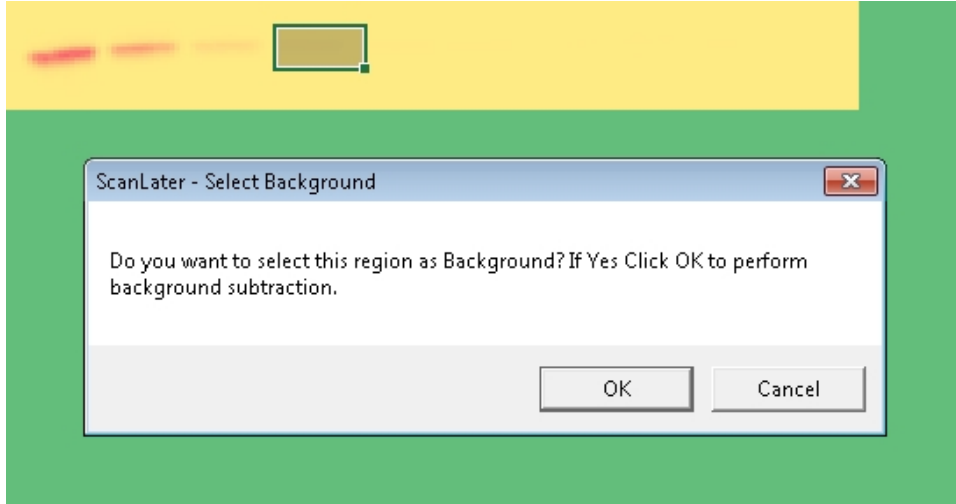 ScanLater - Select Background
Do you want to select this region as Background? If Yes Click OK to perform
background subtraction.
OK
Cancel